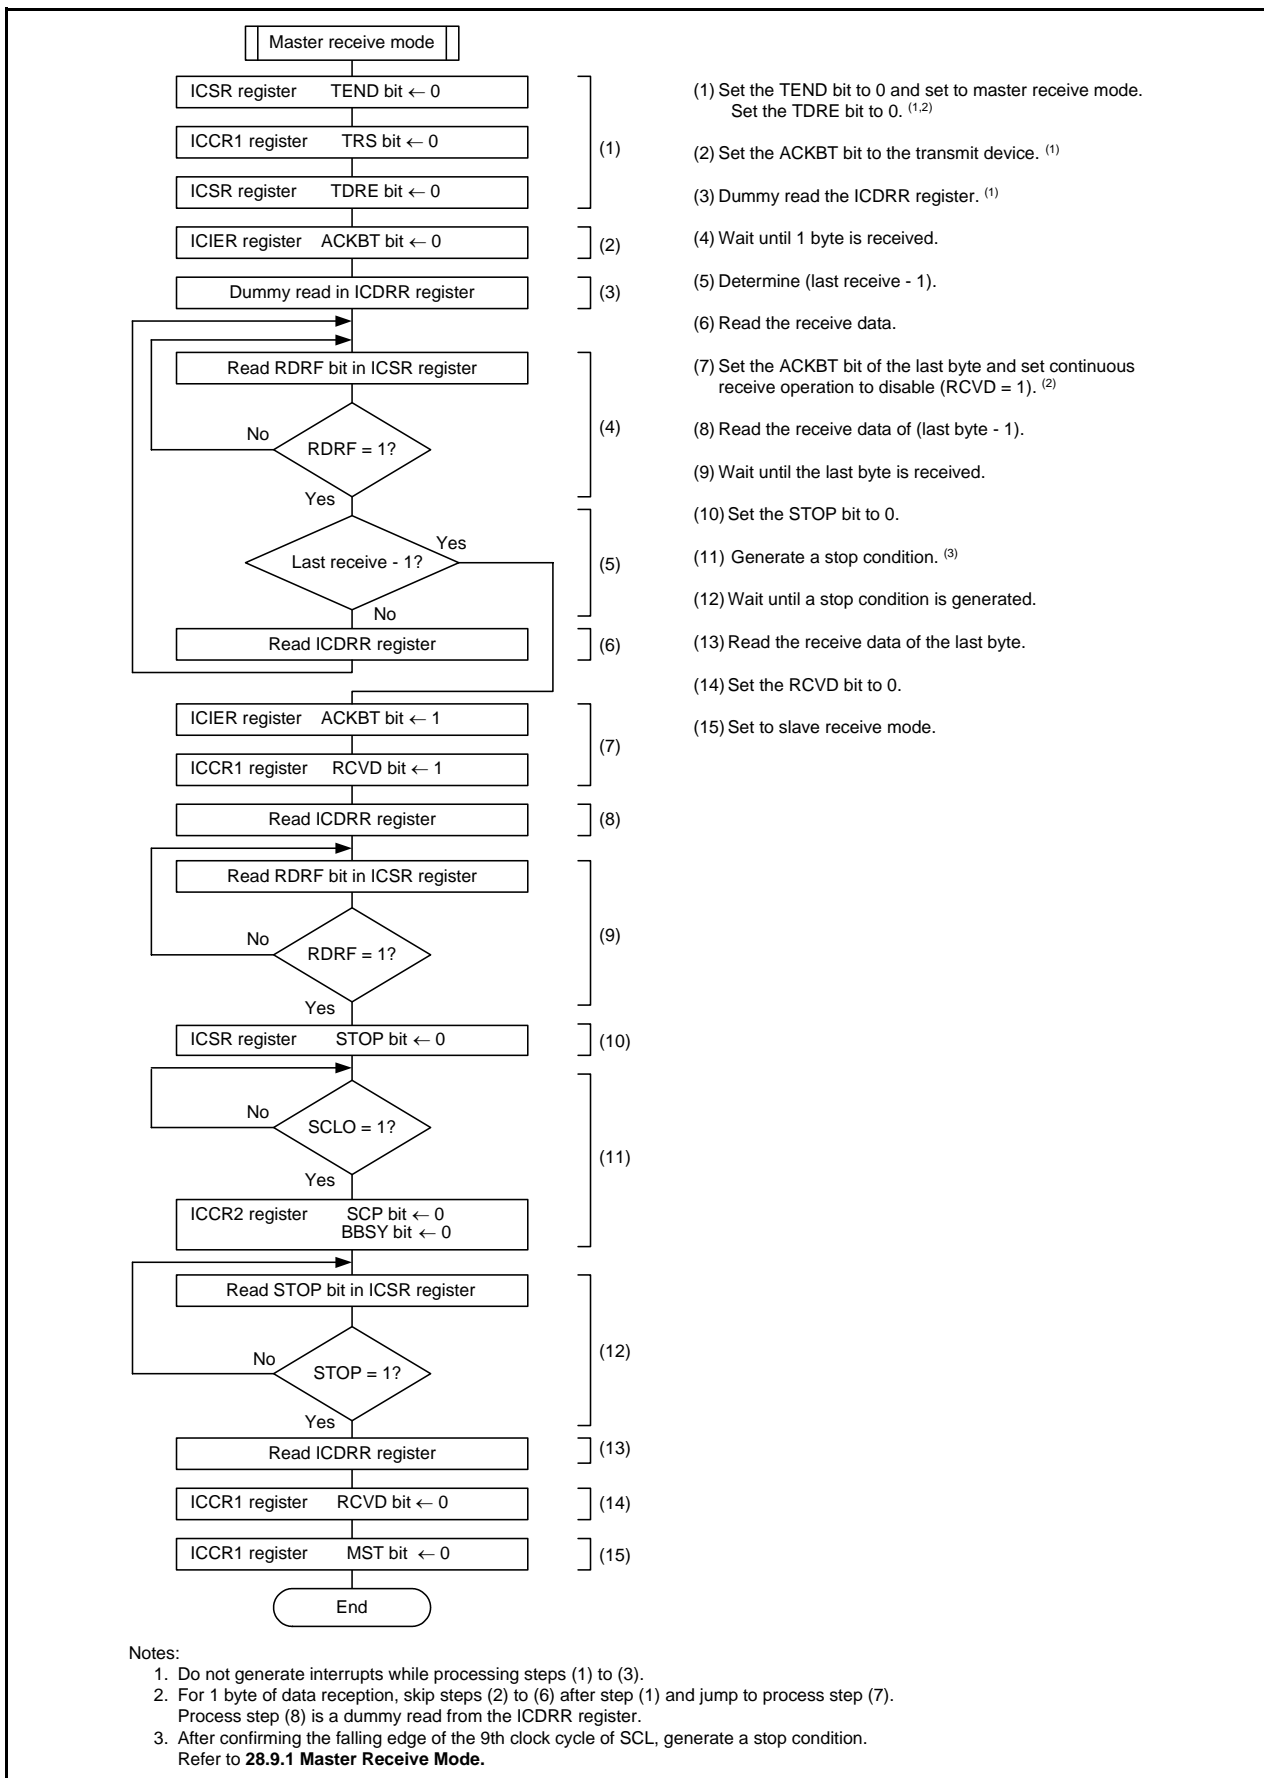 Master receive mode
ICSR register TEND bit ← 0
ICCR1 register TRS bit ← 0
ICSR register TDRE bit ← 0
(1)
ICIER register ACKBT bit ← 0
(2)
Dummy read in ICDRR register
(3)
Read RDRF bit in ICSR register
RDRF = 1?
No
Yes
(4)
Last receive - 1?
Yes
No
(5)
Read ICDRR register
(6)
ICIER register ACKBT bit ← 1
ICCR1 register RCVD bit ← 1
(7)
Read ICDRR register
(8)
Read RDRF bit in ICSR register
No
RDRF = 1?
Yes
(9)
ICSR register STOP bit ← 0
(10)
No
SCLO = 1?
Yes
ICCR2 register SCP bit ← 0
BBSY bit ← 0
(11)
Read STOP bit in ICSR register
No
STOP = 1?
Yes
(12)
Read ICDRR register
(13)
ICCR1 register RCVD bit ← 0
(14)
ICCR1 register MST bit ← 0
(15)
End
(1) Set the TEND bit to 0 and set to master receive mode.
Set the TDRE bit to 0. (1,2)
(2) Set the ACKBT bit to the transmit device. (1)
(3) Dummy read the ICDRR register. (1)
(4) Wait until 1 byte is received.
(5) Determine (last receive - 1).
(6) Read the receive data.
(7) Set the ACKBT bit of the last byte and set continuous
receive operation to disable (RCVD = 1). (2)
(8) Read the receive data of (last byte - 1).
(9) Wait until the last byte is received.
(10) Set the STOP bit to 0.
(11) Generate a stop condition. (3)
(12) Wait until a stop condition is generated.
(13) Read the receive data of the last byte.
(14) Set the RCVD bit to 0.
(15) Set to slave receive mode.
Notes:
1. Do not generate interrupts while processing steps (1) to (3).
2. For 1 byte of data reception, skip steps (2) to (6) after step (1) and jump to process step (7).
Process step (8) is a dummy read from the ICDRR register.
3. After confirming the falling edge of the 9th clock cycle of SCL, generate a stop condition.
Refer to 28.9.1 Master Receive Mode.